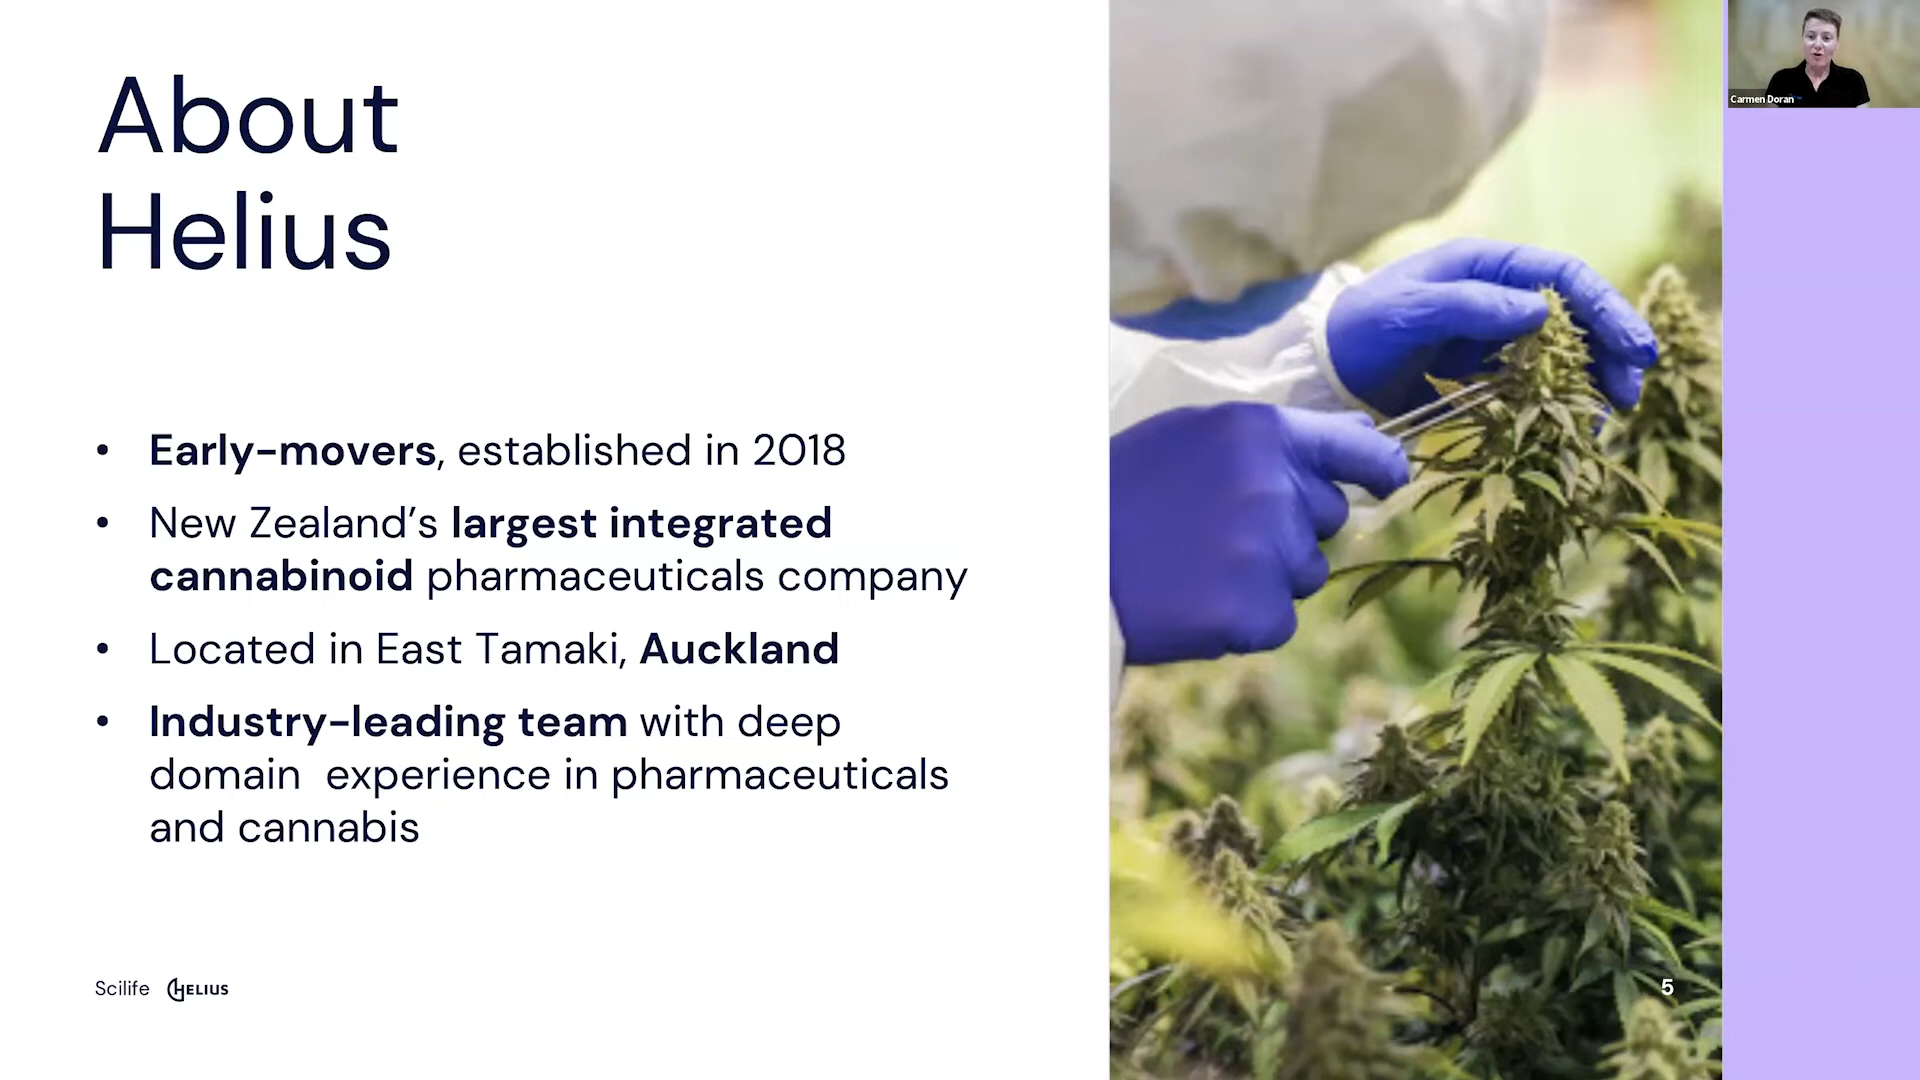 About
Helius
• Early-movers, established in 2018
• New Zealand’s largest integrated
cannabinoid pharmaceuticals company
• Located in East Tamaki, Auckland
• Industry-leading team with deep
domain  experience in pharmaceuticals
and cannabis
Scilife HELIUS
5
Carmen Doran